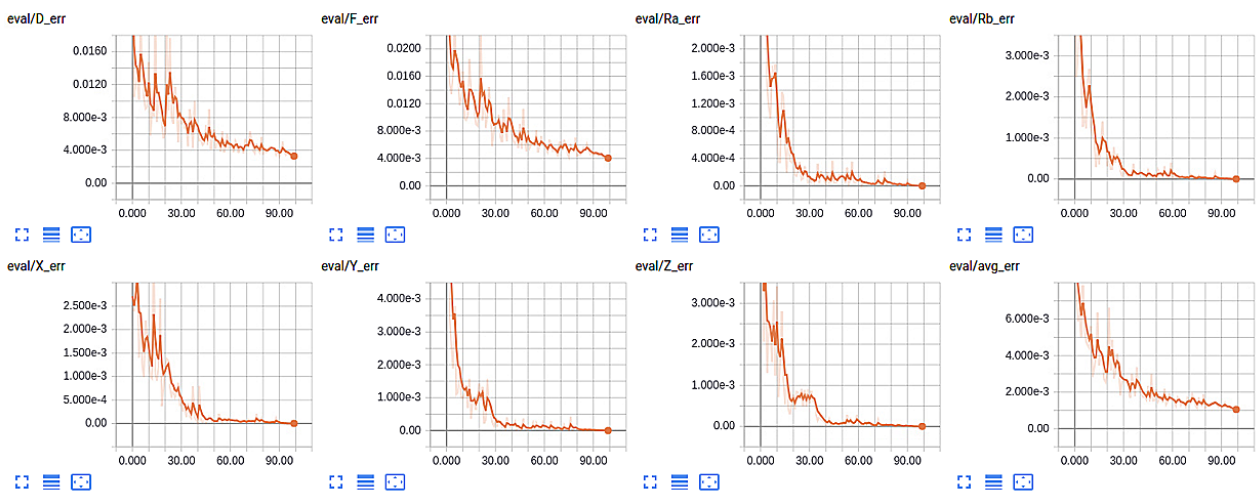 eval/D_err
0.0160
0.0120
8.000e-3
4.000e-3
0.00
0.000 30.00 60.00 90.00
eval/F_err
0.0200
0.0160
0.0120
8.000e-3
4.000e-3
0.00
0.000 30.00 60.00 90.00
eval/Ra_err
2.000e-3
1.600e-3
1.200e-3
8.000e-4
4.000e-4
0.00
0.000 30.00 60.00 90.00
eval/Rb_err
3.000e-3
2.000e-3
1.000e-3
0.00
0.000 30.00 60.00 90.00
eval/X_err
2.500e-3
2.000e-3
1.500e-3
1.000e-3
5.000e-4
0.00
0.000 30.00 60.00 90.00
eval/Y_err
4.000e-3
3.000e-3
2.000e-3
1.000e-3
0.00
0.000 30.00 60.00 90.00
eval/Z_err
3.000e-3
2.000e-3
1.000e-3
0.00
0.000 30.00 60.00 90.00
eval/avg_err
6.000e-3
4.000e-3
2.000e-3
0.00
0.000 30.00 60.00 90.00